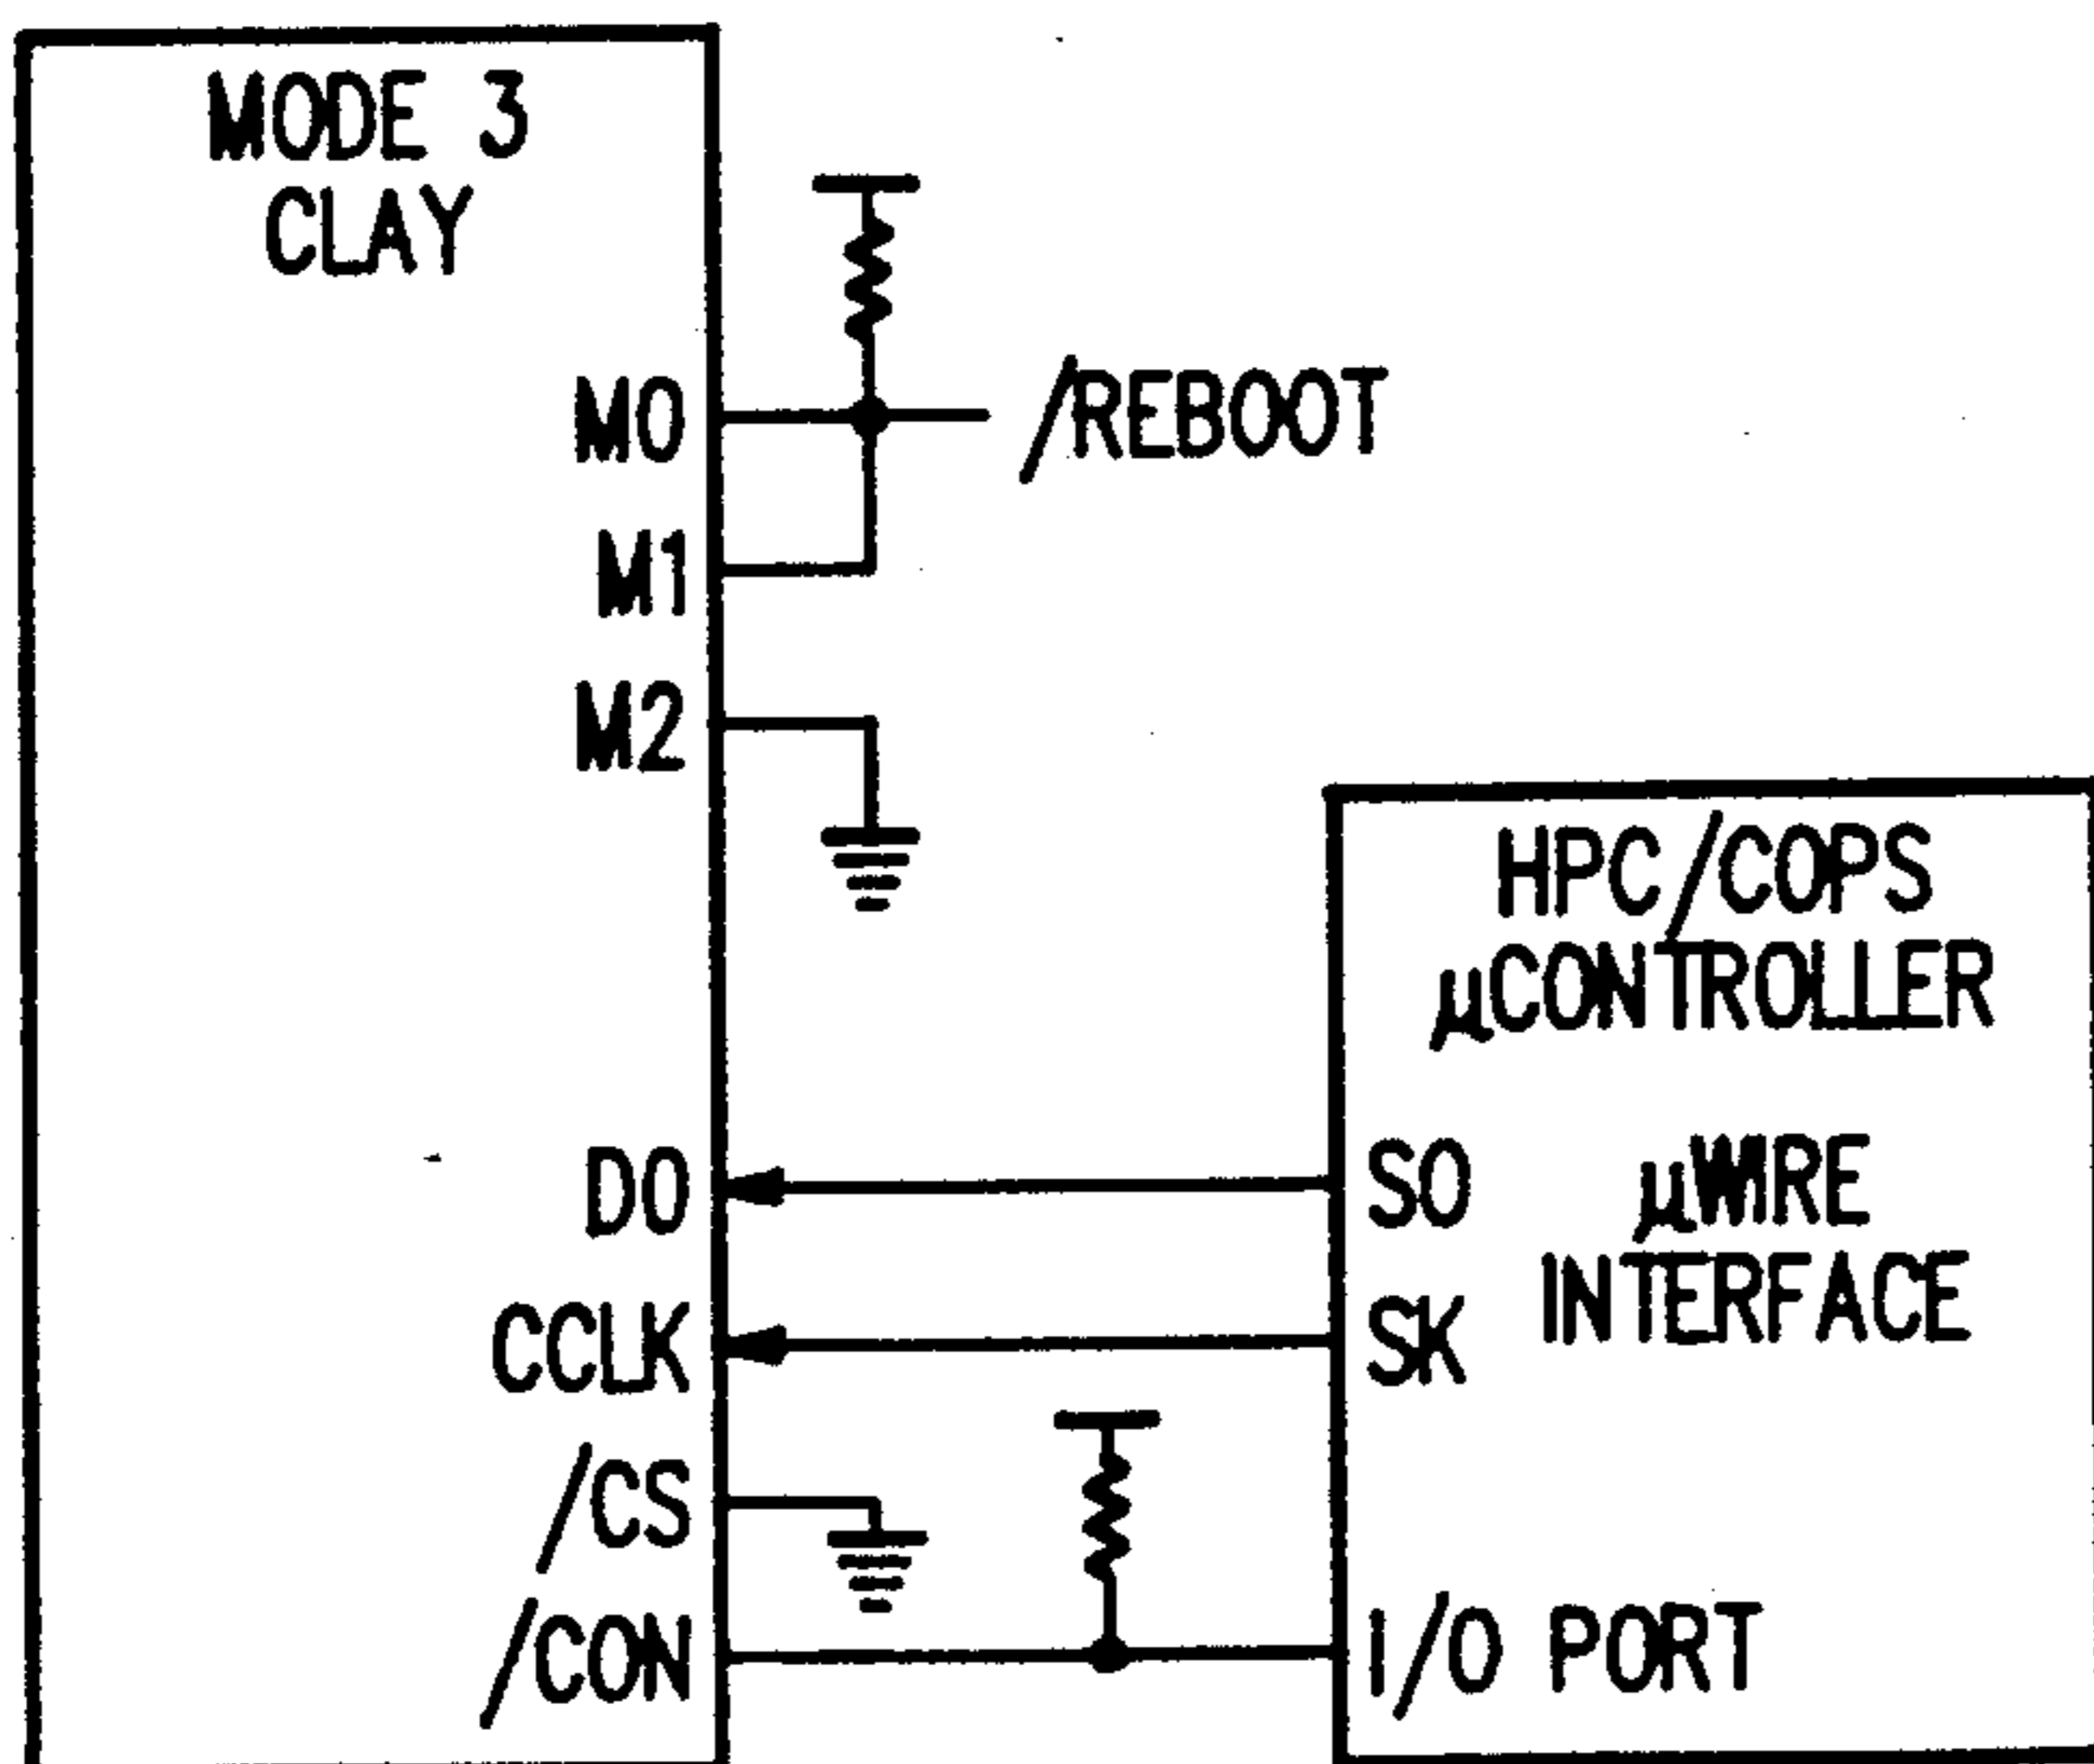 MODE 3
CLAY
M0
/REBOOT
M1
M2
HPC/COPS
µCONTROLLER
D0
SO
µWIRE
INTERFACE
CCLK
SK
/CS
/CON
I/O PORT